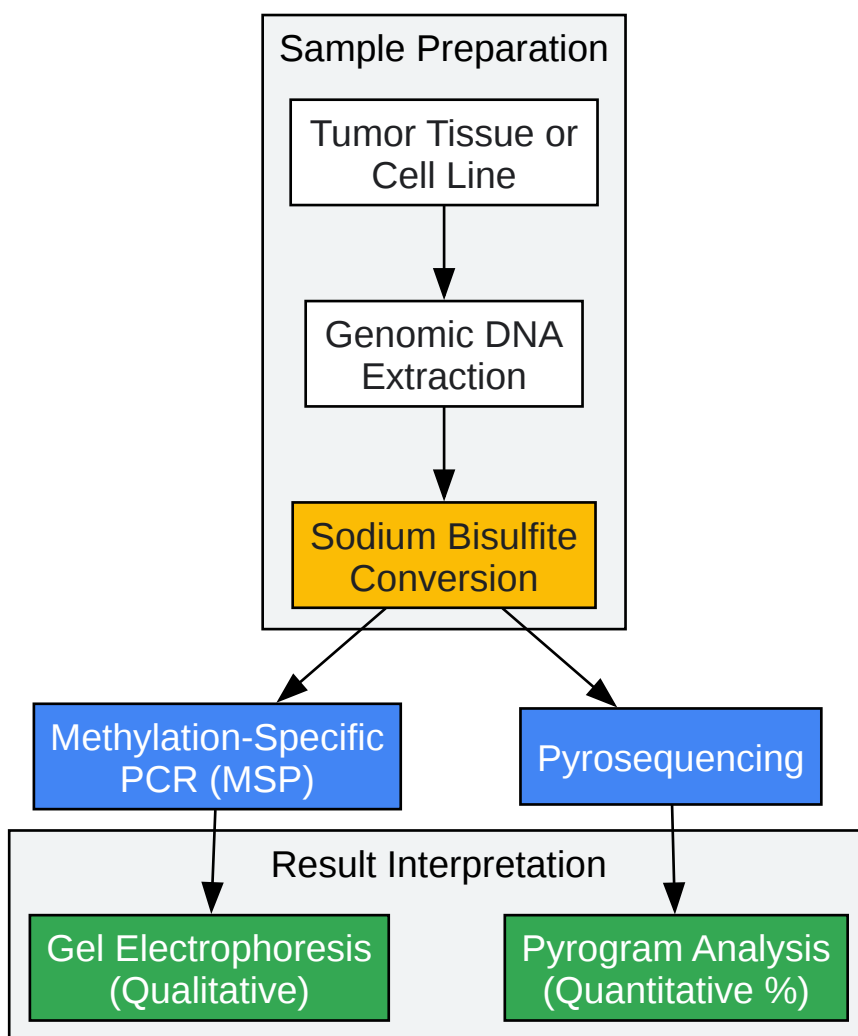 Sample Preparation
Tumor Tissue or
Cell Line
Genomic DNA
Extraction
Sodium Bisulfite
Conversion
Methylation-Specific
PCR (MSP)
Pyrosequencing
Result Interpretation
Gel Electrophoresis
(Qualitative)
Pyrogram Analysis
(Quantitative %)